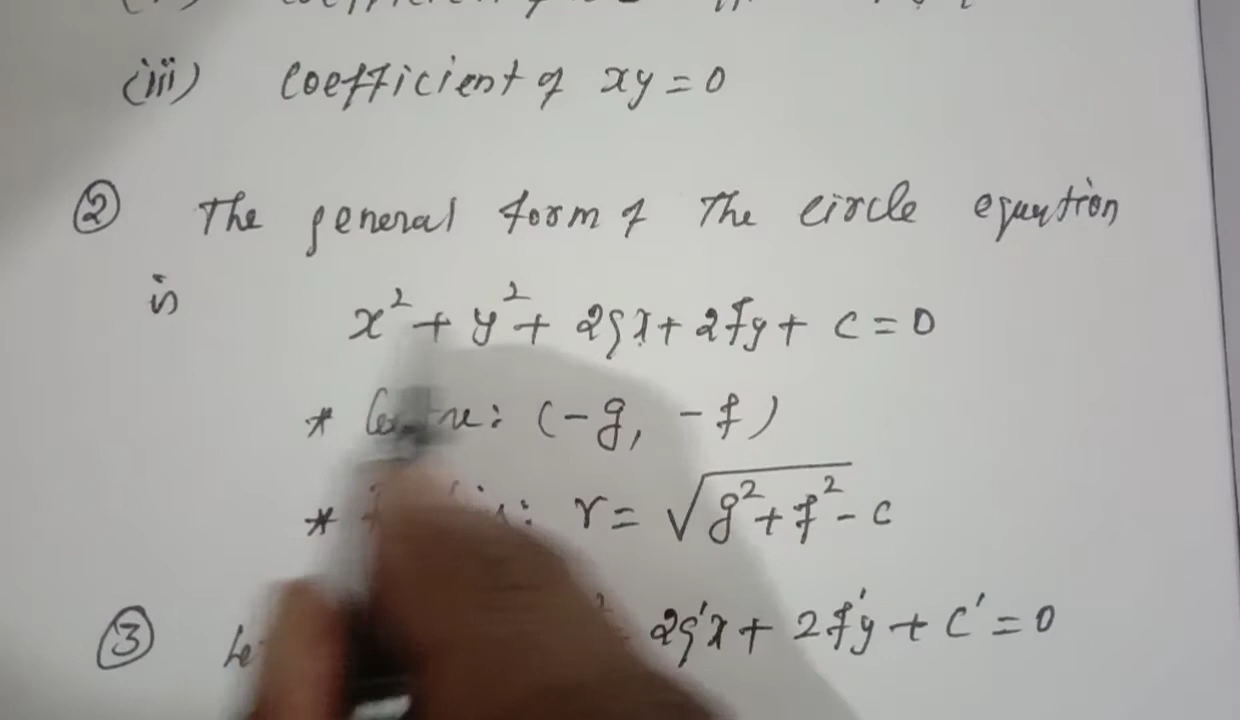 (iii) coefficient of xy = 0
② The general form of the circle equation
is
x² + y² + 2gx + 2fy + c = 0
* : (-g, -f)
* : r = √g² + f² - c
③ 2g'x + 2f'y + c' = 0